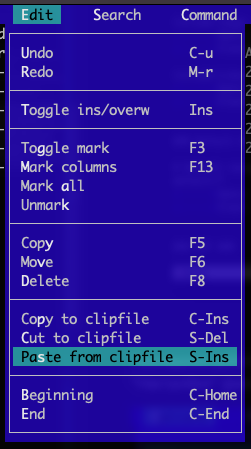 Edit Search Command
Undo C-u
Redo M-r
Toggle ins/overw Ins
Toggle mark F3
Mark columns F13
Mark all
Unmark
Copy F5
Move F6
Delete F8
Copy to clipfile C-Ins
Cut to clipfile S-Del
Paste from clipfile S-Ins
Beginning C-Home
End C-End